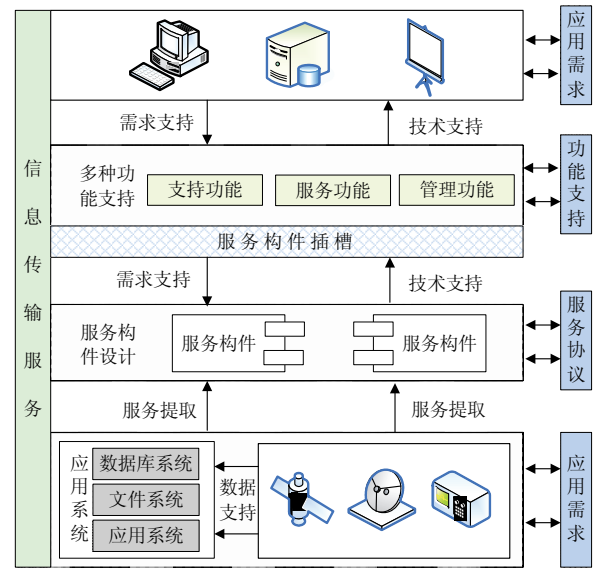 应用需求
需求支持
技术支持
信息传输服务
多种功
能支持
支持功能
服务功能
管理功能
功能支持
服务构件插槽
需求支持
技术支持
服务构
件设计
服务构件
服务构件
服务协议
服务提取
服务提取
应用系统
数据库系统
文件系统
应用系统
数据
支持
应用需求